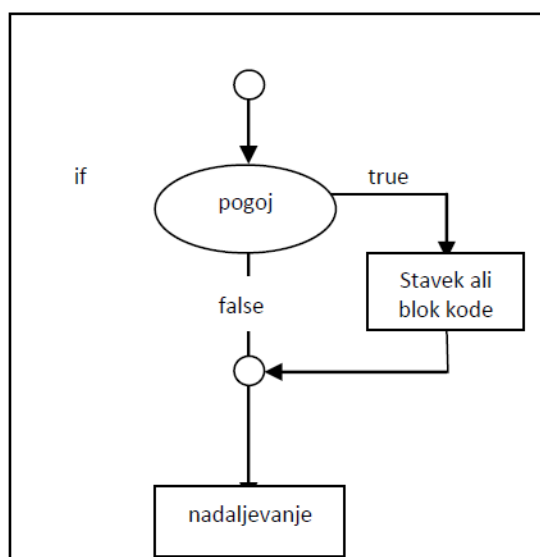 if
pogoj
true
Stavek ali
blok kode
false
nadaljevanje